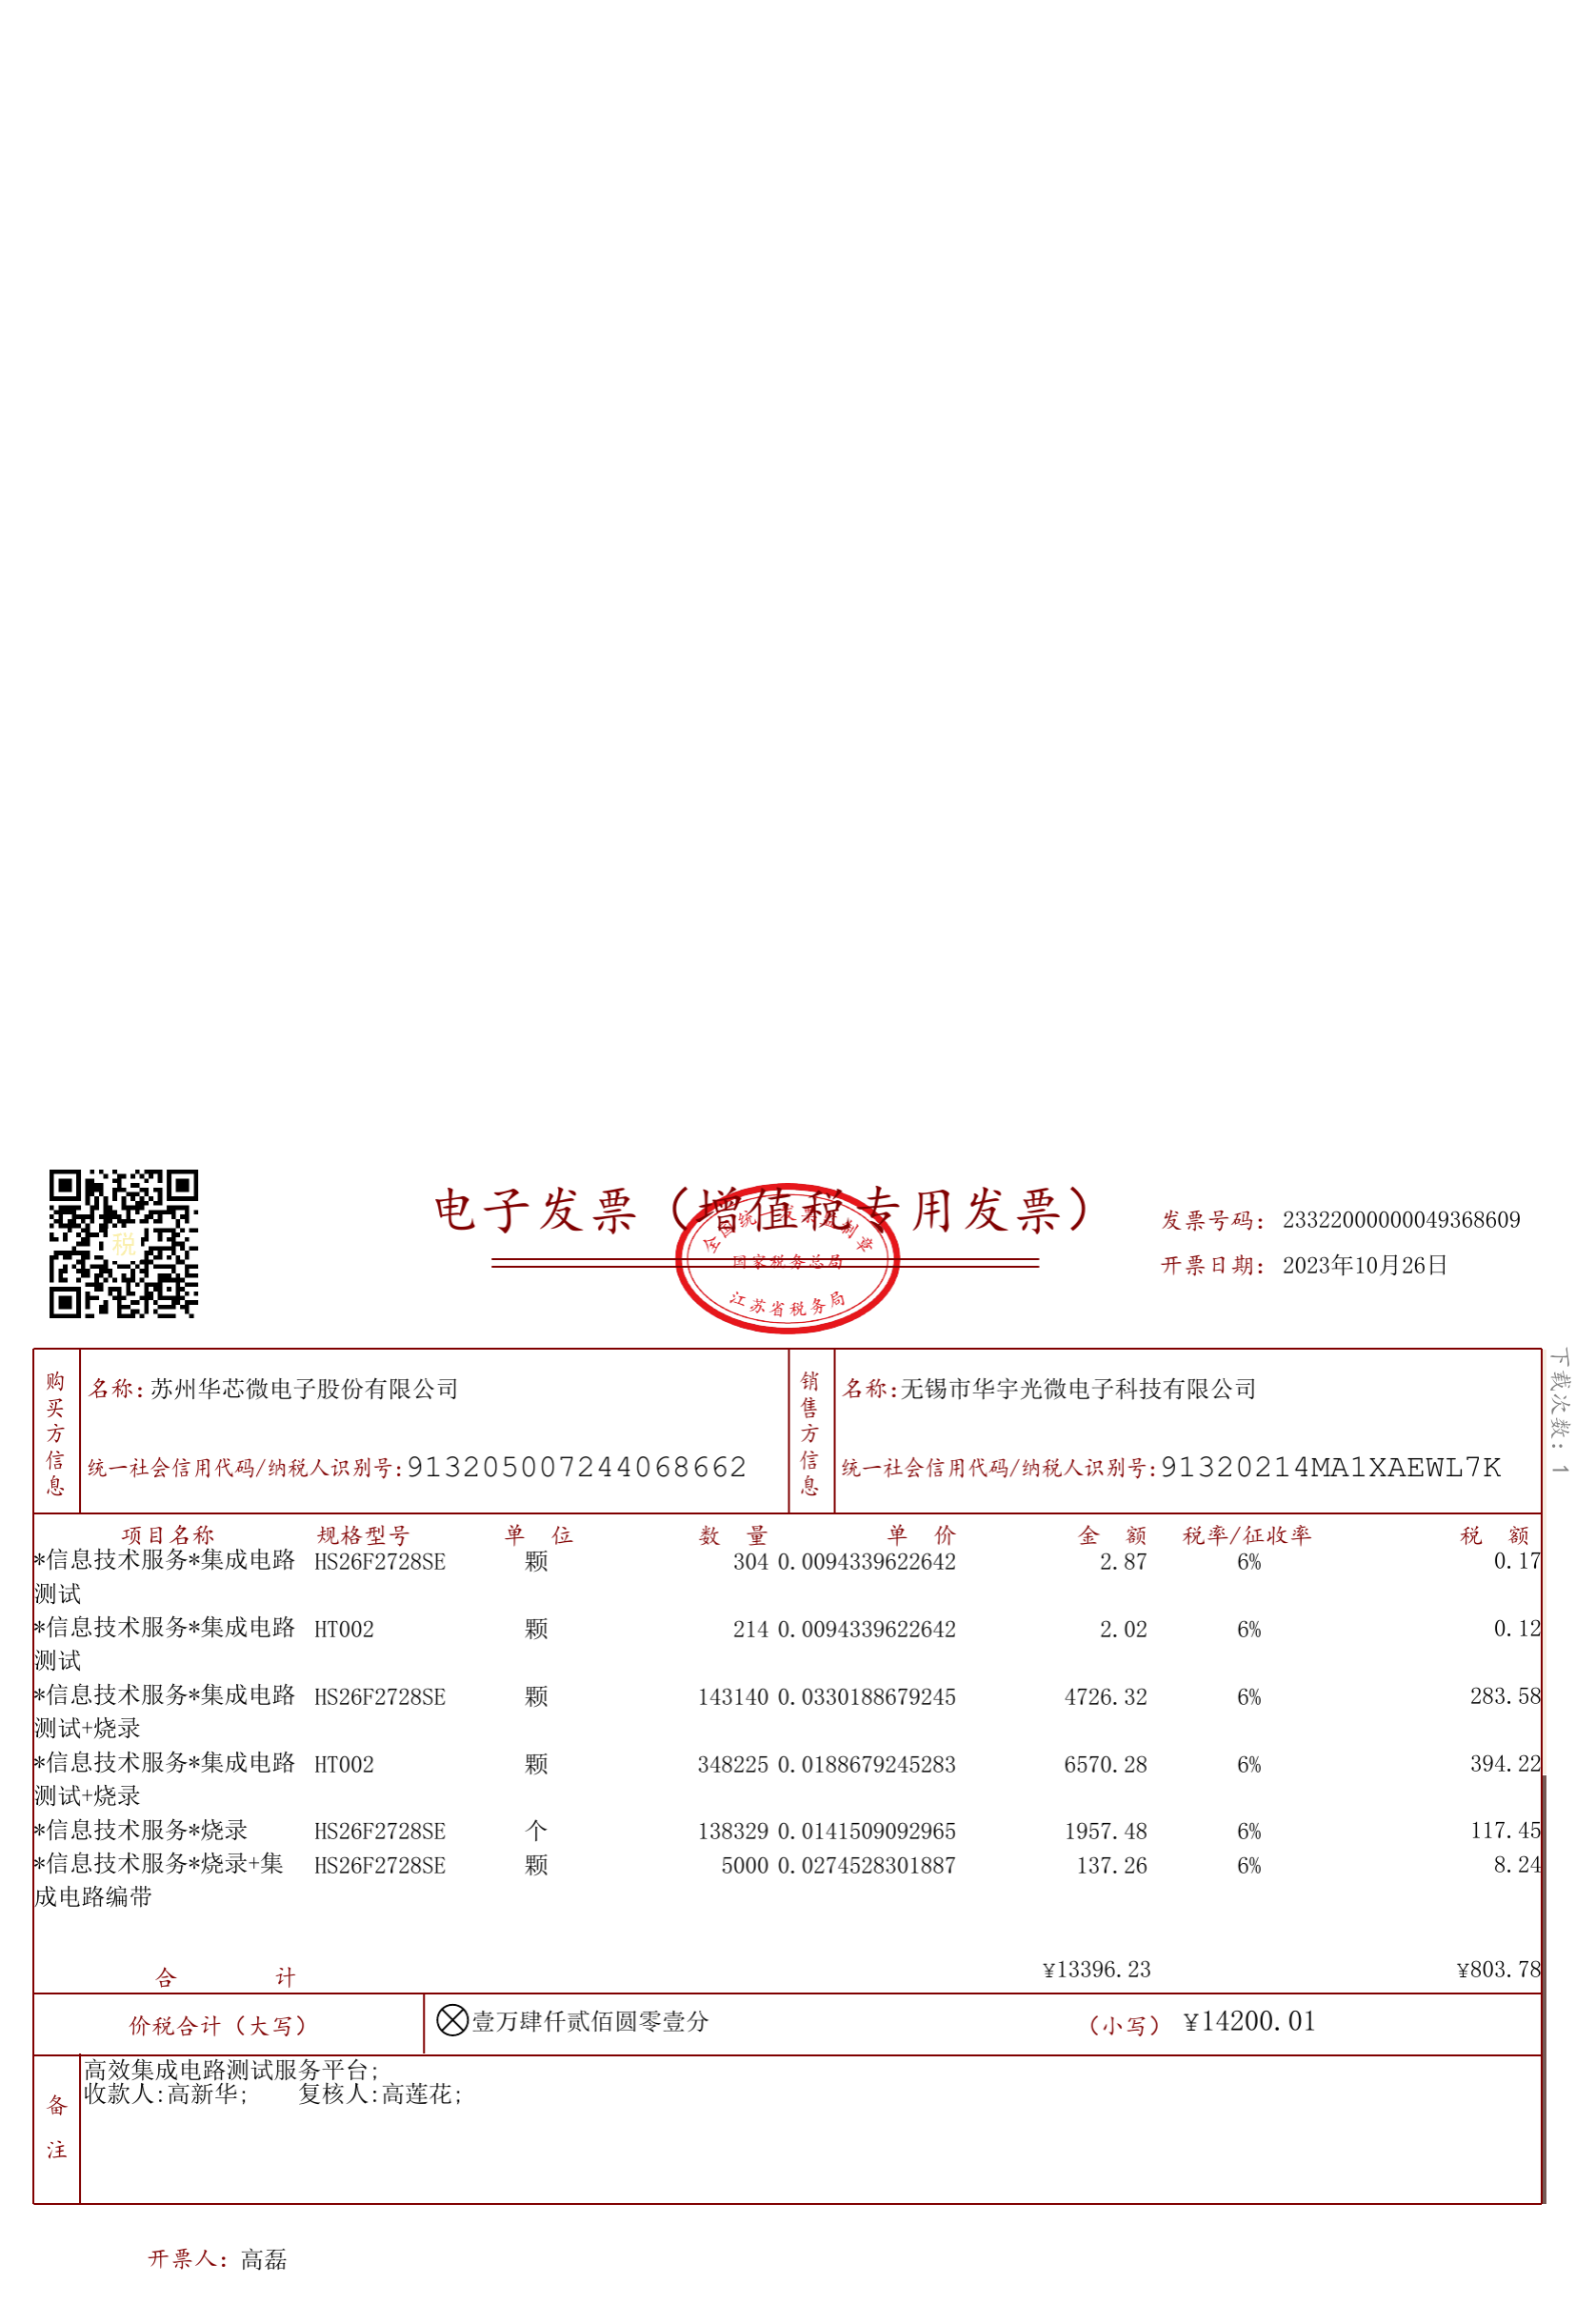 电子发票（增值税专用发票）
全国统一发票监制章
国家税务总局
江苏省税务局
税
发票号码：23322000000049368609
开票日期：2023年10月26日
下载次数：1
购买方信息
名称：苏州华芯微电子股份有限公司
统一社会信用代码/纳税人识别号：913205007244068662
销售方信息
名称：无锡市华宇光微电子科技有限公司
统一社会信用代码/纳税人识别号：91320214MA1XAEWL7K
项目名称 规格型号 单 位 数 量 单 价 金 额 税率/征收率 税 额
*信息技术服务*集成电路 HS26F2728SE 颗 304 0.0094339622642 2.87 6% 0.17
测试
*信息技术服务*集成电路 HT002 颗 214 0.0094339622642 2.02 6% 0.12
测试
*信息技术服务*集成电路 HS26F2728SE 颗 143140 0.0330188679245 4726.32 6% 283.58
测试+烧录
*信息技术服务*集成电路 HT002 颗 348225 0.0188679245283 6570.28 6% 394.22
测试+烧录
*信息技术服务*烧录 HS26F2728SE 个 138329 0.0141509092965 1957.48 6% 117.45
*信息技术服务*烧录+集 HS26F2728SE 颗 5000 0.0274528301887 137.26 6% 8.24
成电路编带
合 计 ¥13396.23 ¥803.78
价税合计（大写） 壹万肆仟贰佰圆零壹分 （小写） ¥14200.01
备注
高效集成电路测试服务平台;
收款人:高新华; 复核人:高莲花;
开票人：高磊